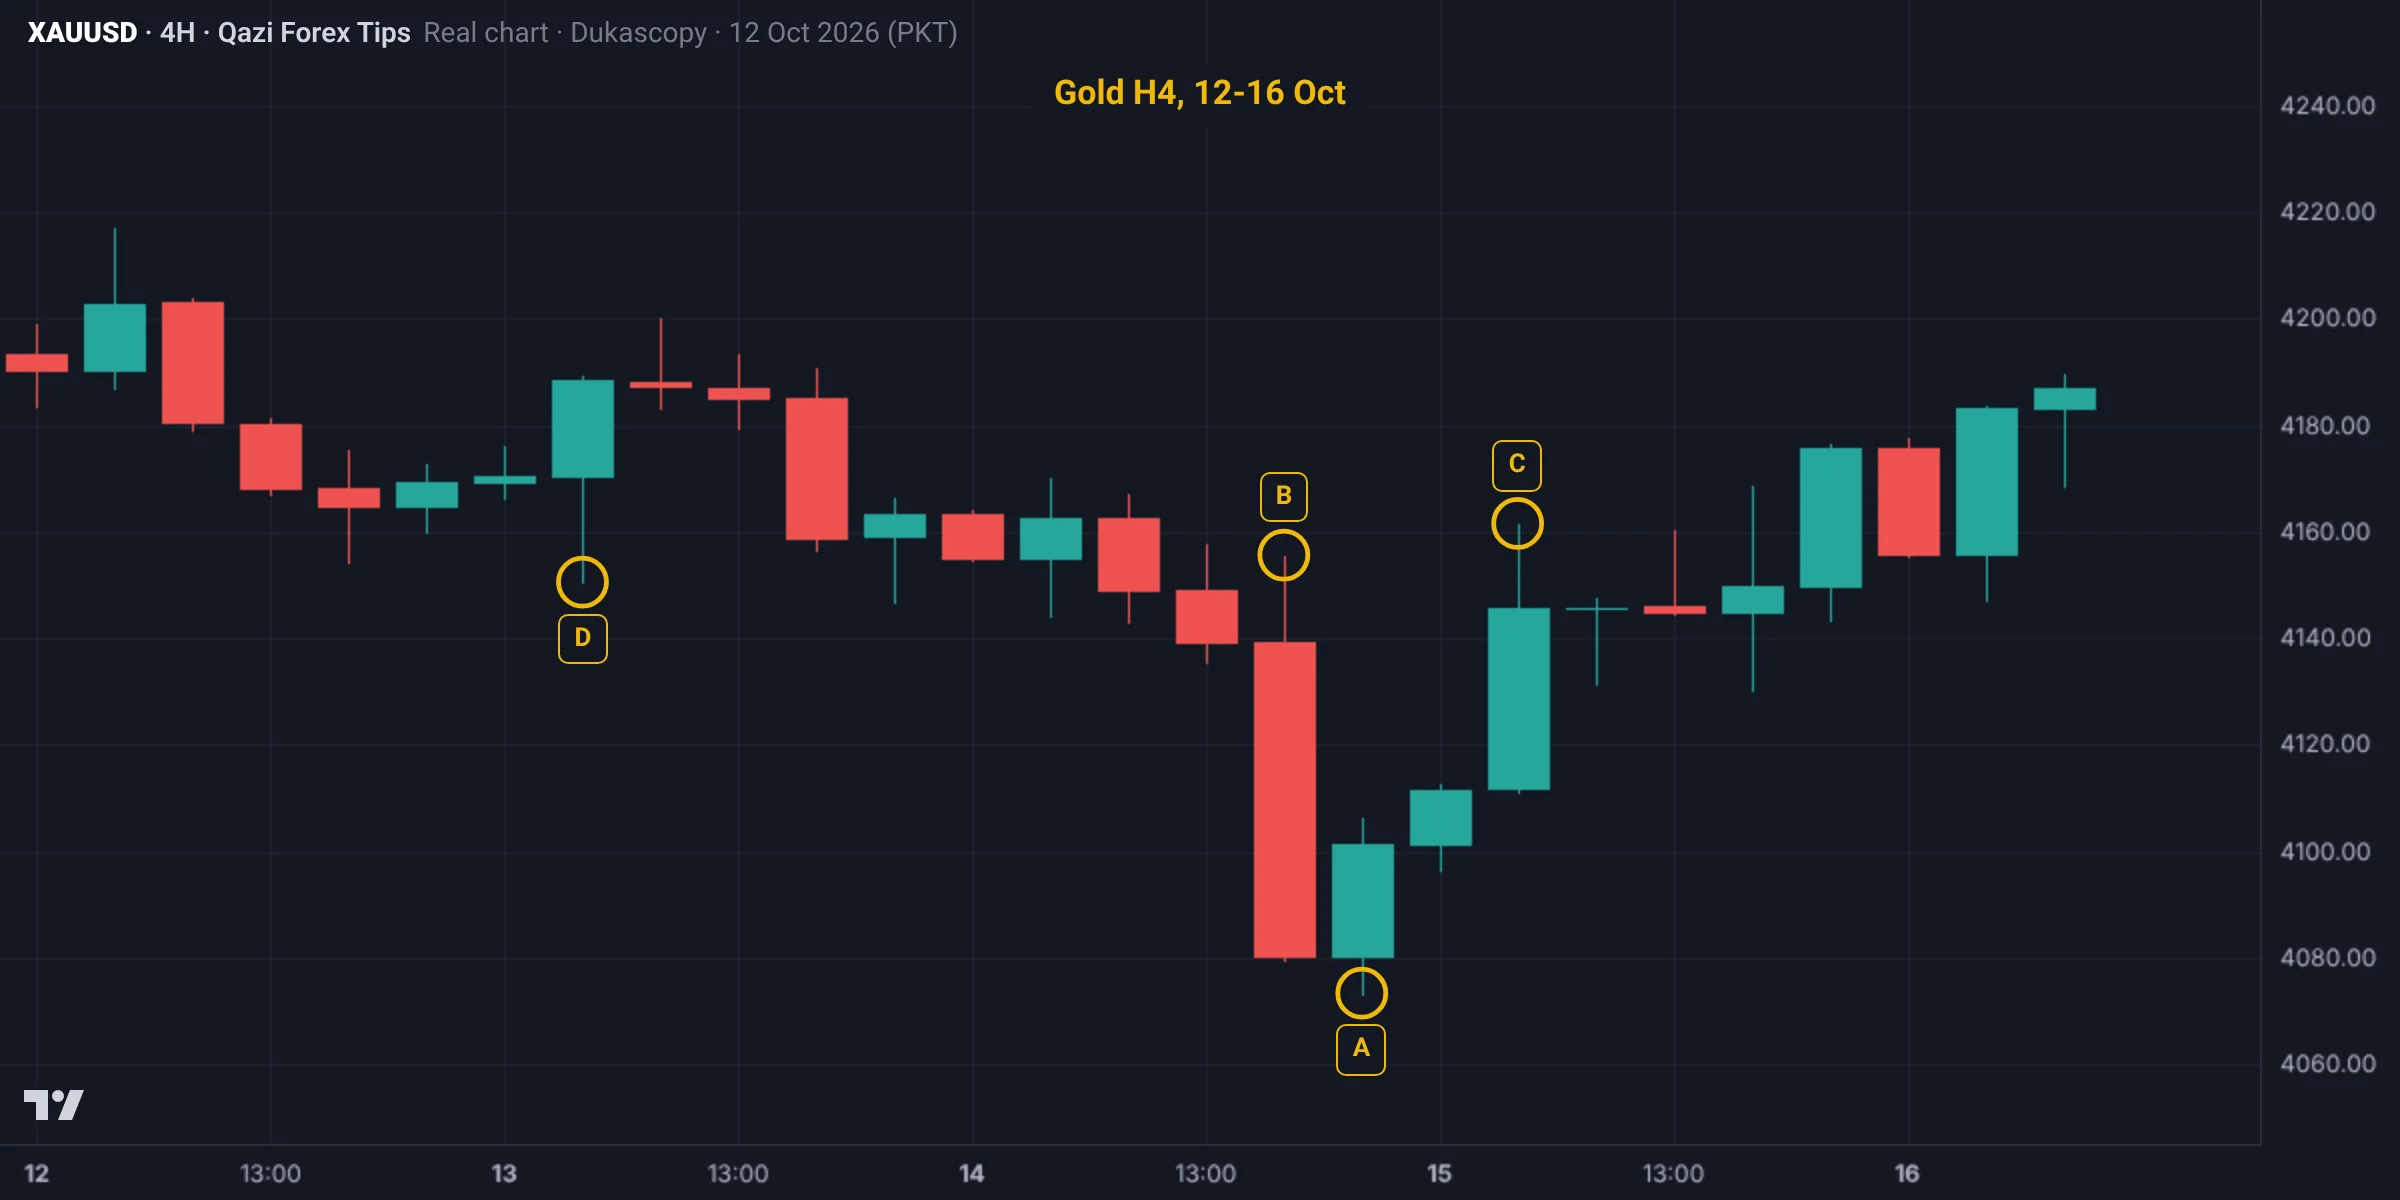 XAUUSD · 4H · Qazi Forex Tips Real chart · Dukascopy · 12 Oct 2026 (PKT)
Gold H4, 12-16 Oct
4240.00
4220.00
4200.00
4180.00
4160.00
4140.00
4120.00
4100.00
4080.00
4060.00
C
B
D
A
12 13:00 13 13:00 14 13:00 15 13:00 16